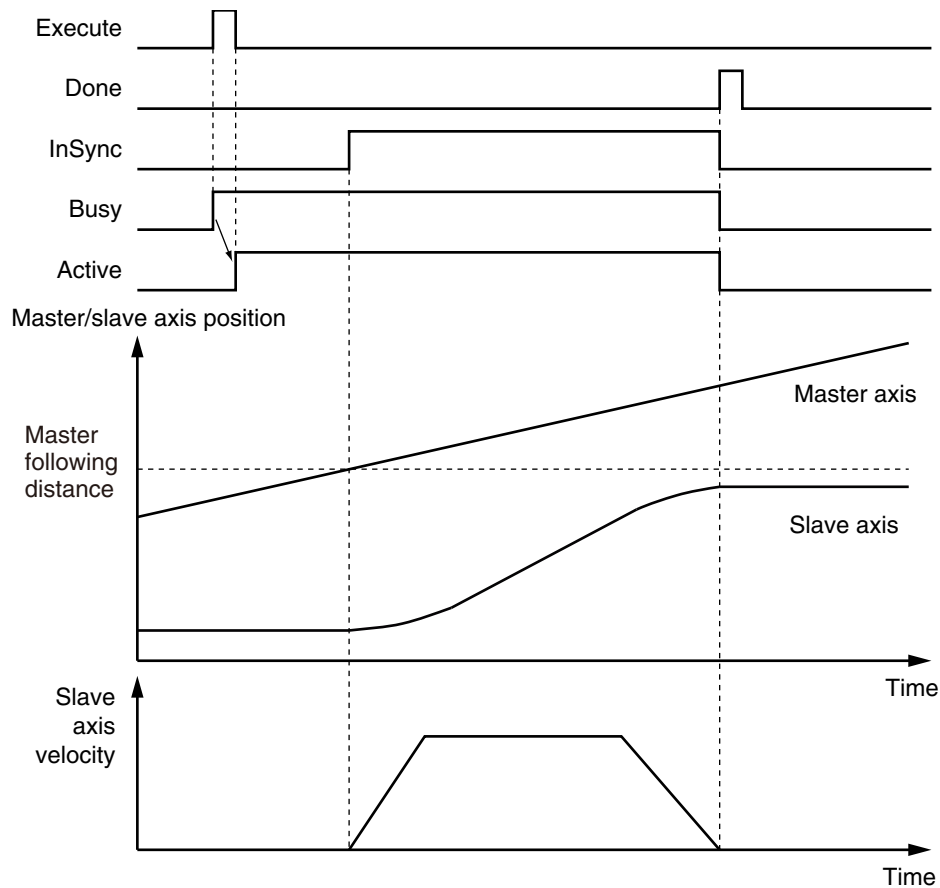 Execute
Done
InSync
Busy
Active
Master/slave axis position
Master axis
Master
following
distance
Slave axis
Time
Slave
axis
velocity
Time